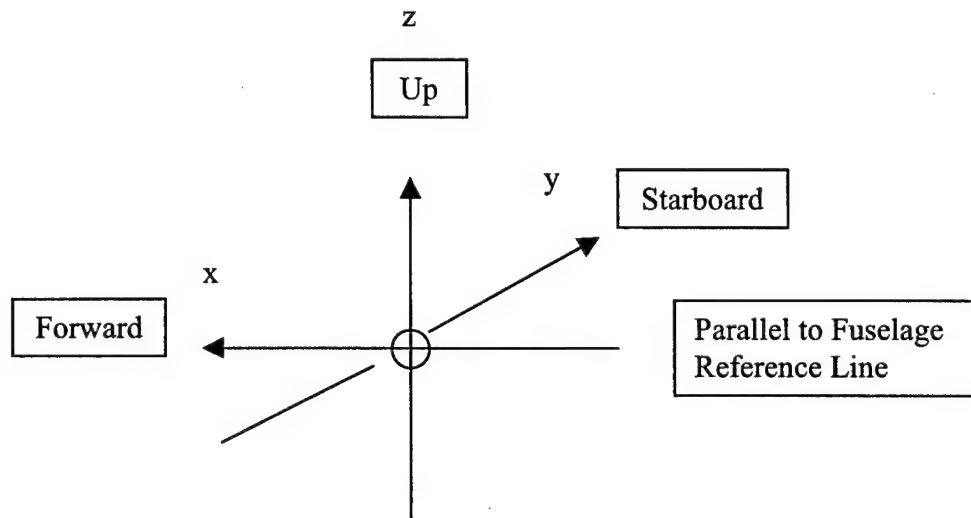 z
Up
y
Starboard
x
Forward
Parallel to Fuselage
Reference Line